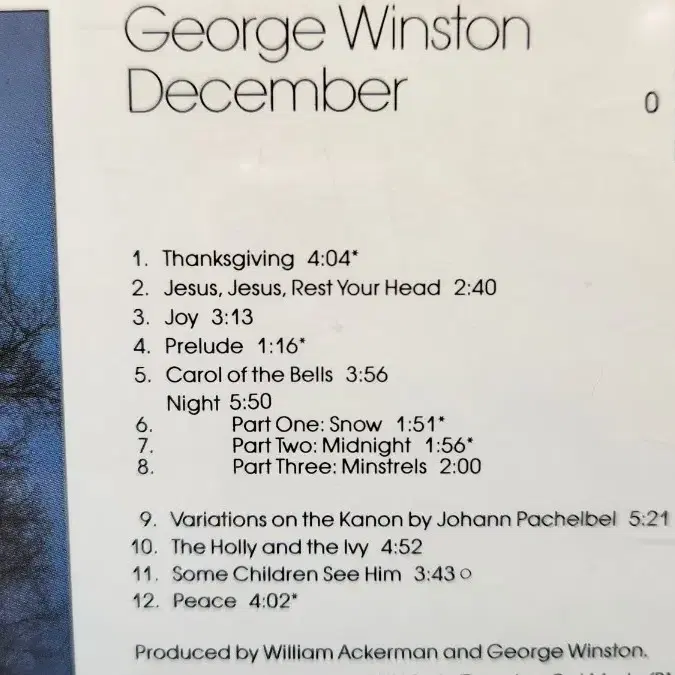 George Winston
December
0
1. Thanksgiving 4:04*
2. Jesus, Jesus, Rest Your Head 2:40
3. Joy 3:13
4. Prelude 1:16*
5. Carol of the Bells 3:56
Night 5:50
6. Part One: Snow 1:51*
7. Part Two: Midnight 1:56*
8. Part Three: Minstrels 2:00
9. Variations on the Kanon by Johann Pachelbel 5:21
10. The Holly and the Ivy 4:52
11. Some Children See Him 3:43 ○
12. Peace 4:02*
Produced by William Ackerman and George Winston.